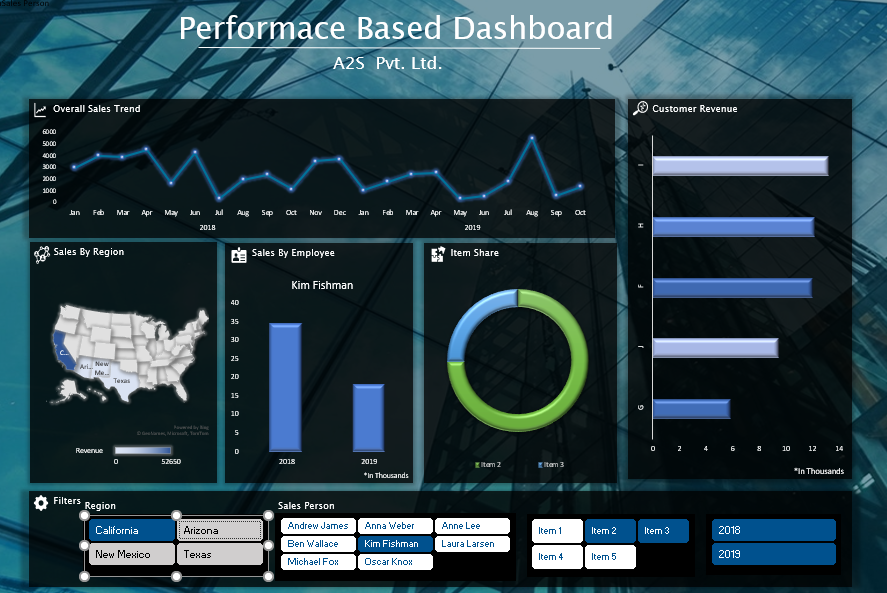 Sales Person
Performace Based Dashboard
A2S Pvt. Ltd.
Overall Sales Trend
6000
5000
4000
3000
2000
1000
0
Jan Feb Mar Apr May Jun Jul Aug Sep Oct Nov Dec Jan Feb Mar Apr May Jun Jul Aug Sep Oct
2018 2019
Customer Revenue
I
H
F
J
G
0 2 4 6 8 10 12 14
*In Thousands
Sales By Region
C...
Ari...
New
Me...
Texas
Powered by Bing
© GeoNames, Microsoft, TomTom
Revenue
0 52650
Sales By Employee
Kim Fishman
40
35
30
25
20
15
10
5
0
2018 2019
*In Thousands
Item Share
Item 2 Item 3
Filters
Region
California Arizona
New Mexico Texas
Sales Person
Andrew James Anna Weber Anne Lee
Ben Wallace Kim Fishman Laura Larsen
Michael Fox Oscar Knox
Item 1 Item 2 Item 3
Item 4 Item 5
2018
2019